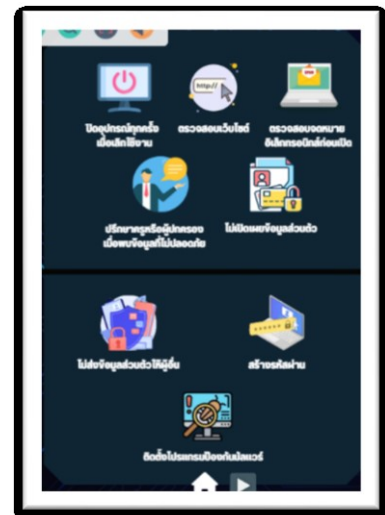 http://
ปิดอุปกรณ์ทุกครั้ง
เมื่อเลิกใช้งาน
ตรวจสอบเว็บไซต์
ตรวจสอบจดหมาย
อิเล็กทรอนิกส์ก่อนเปิด
ปรึกษาครูหรือผู้ปกครอง
เมื่อพบข้อมูลที่ไม่ปลอดภัย
ไม่เปิดเผยข้อมูลส่วนตัว
ไม่ส่งข้อมูลส่วนตัวให้ผู้อื่น
สร้างรหัสผ่าน
ติดตั้งโปรแกรมป้องกันมัลแวร์